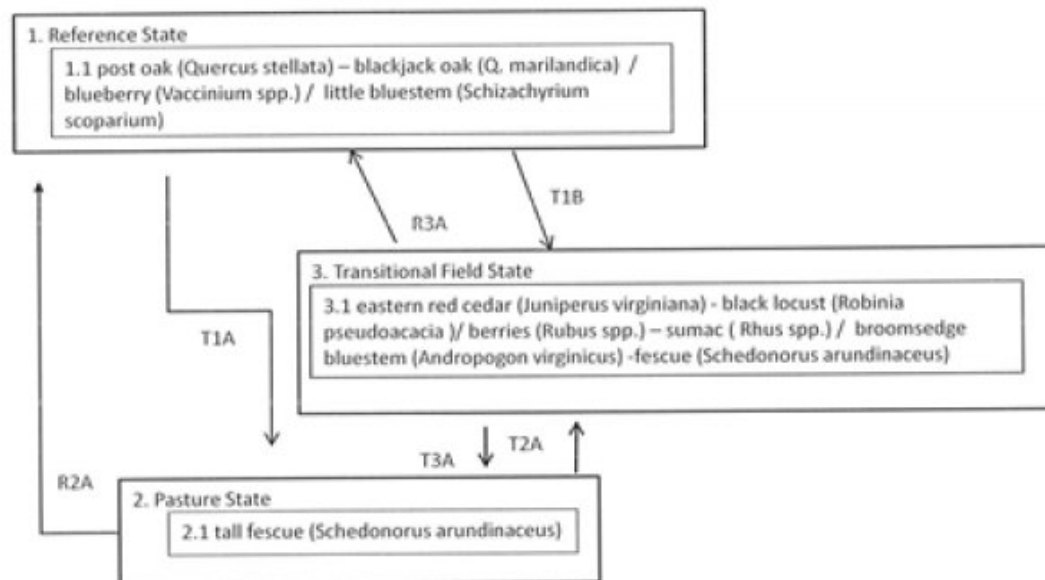 1. Reference State
1.1 post oak (Quercus stellata) – blackjack oak (Q. marilandica) /
blueberry (Vaccinium spp.) / little bluestem (Schizachyrium
scoparium)
T1B
R3A
3. Transitional Field State
3.1 eastern red cedar (Juniperus virginiana) - black locust (Robinia
pseudoacacia )/ berries (Rubus spp.) – sumac ( Rhus spp.) / broomsedge
bluestem (Andropogon virginicus) -fescue (Schedonorus arundinaceus)
T1A
T3A
T2A
R2A
2. Pasture State
2.1 tall fescue (Schedonorus arundinaceus)